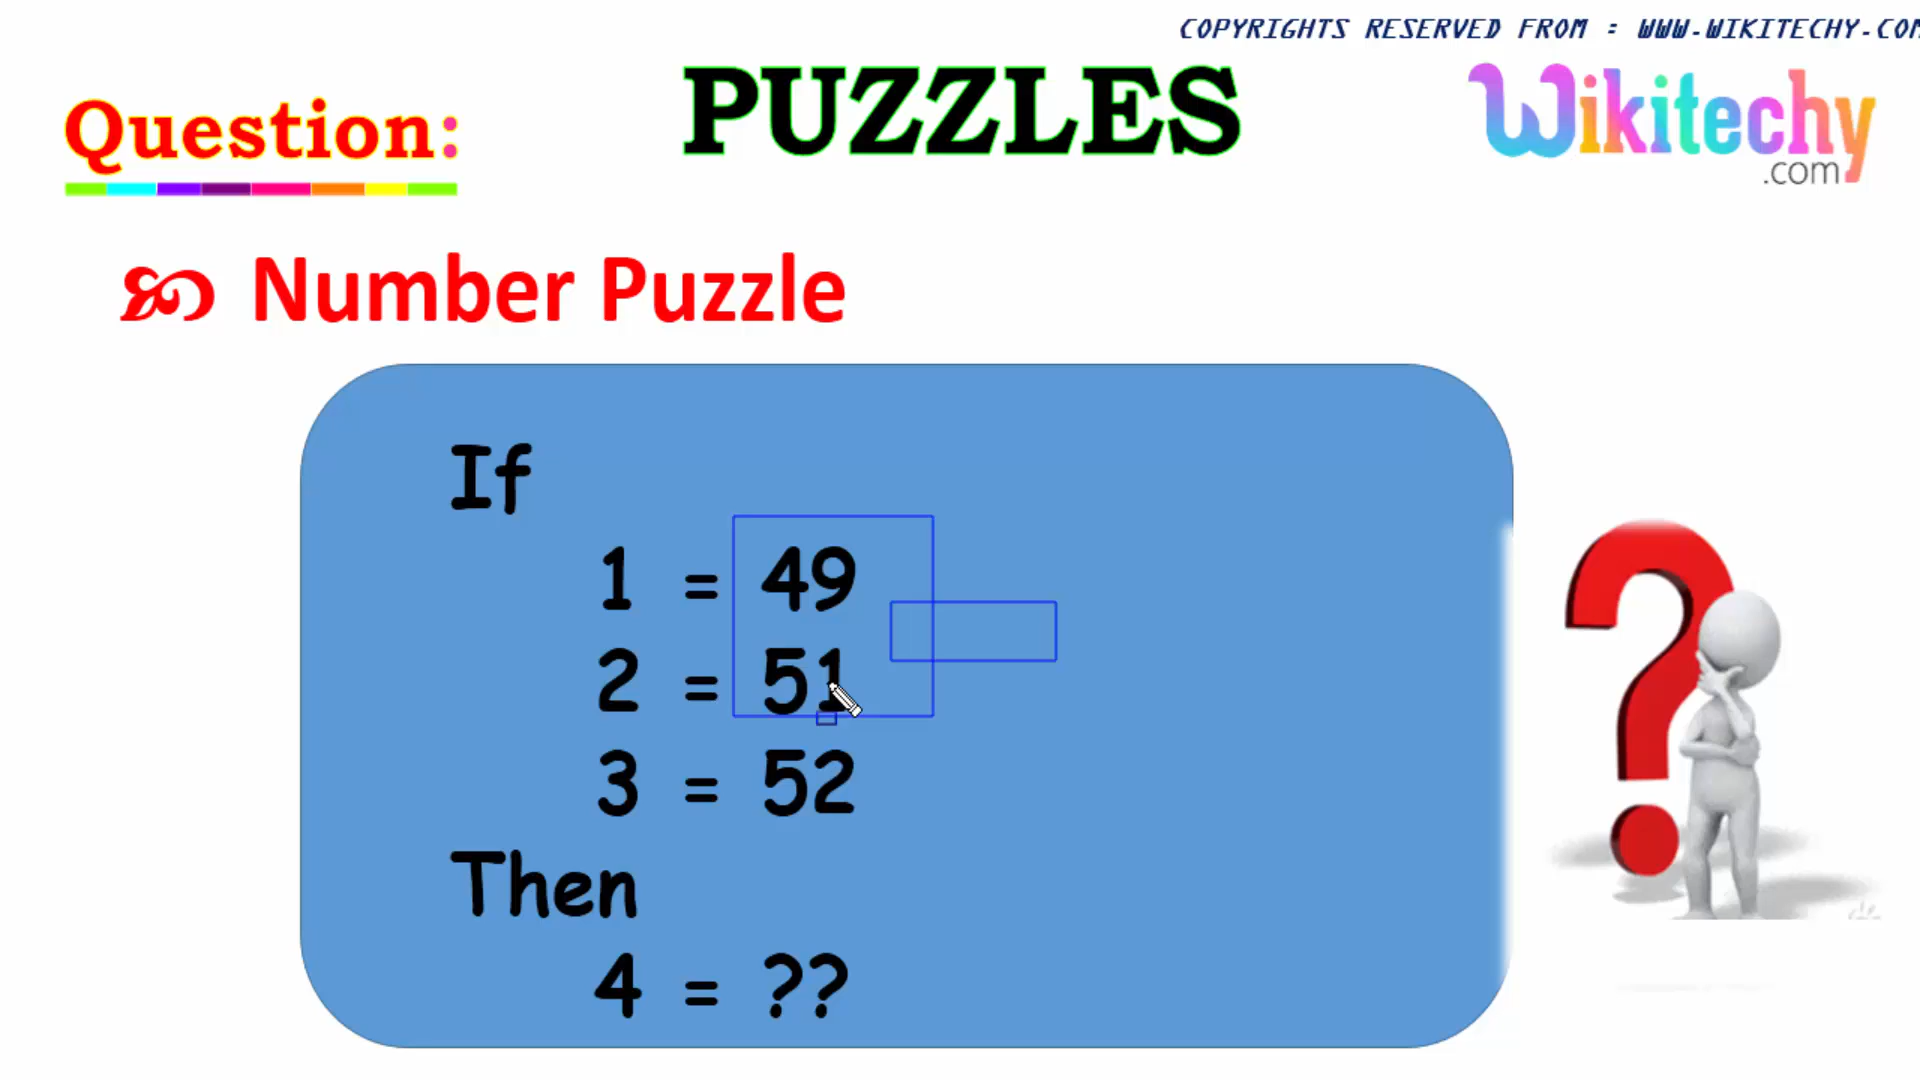 COPYRIGHTS RESERVED FROM : WWW.WIKITECHY.COM
PUZZLES
Wikitechy
.com
Question:
Number Puzzle
If
1 = 49
2 = 51
3 = 52
Then
4 = ??